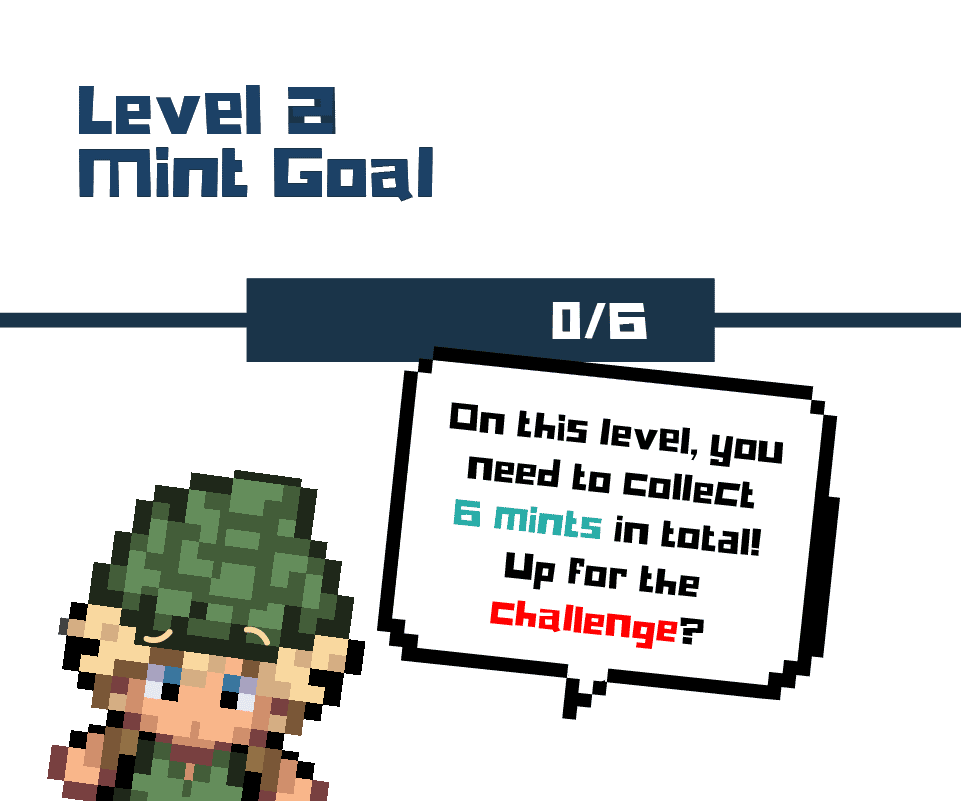 Level 2
Mint Goal
0/6
On this level, you
need to collect
6 mints in total!
Up for the
challenge?